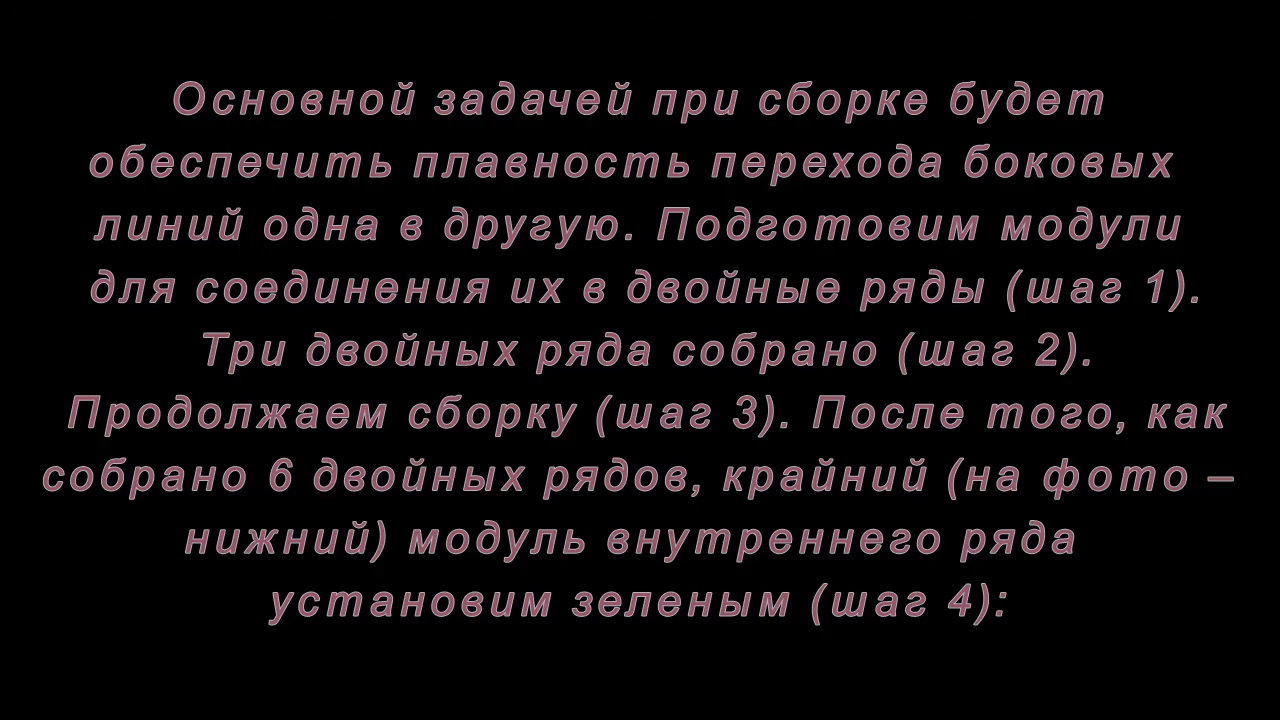 Основной задачей при сборке будет
обеспечить плавность перехода боковых
линий одна в другую. Подготовим модули
для соединения их в двойные ряды (шаг 1).
Три двойных ряда собрано (шаг 2).
Продолжаем сборку (шаг 3). После того, как
собрано 6 двойных рядов, крайний (на фото –
нижний) модуль внутреннего ряда
установим зеленым (шаг 4):